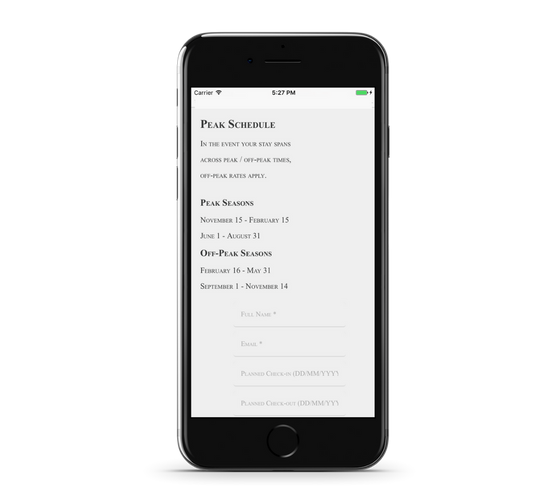 Carrier 5:27 PM
Peak Schedule
In the event your stay spans
across peak / off-peak times,
off-peak rates apply.
Peak Seasons
November 15 - February 15
June 1 - August 31
Off-Peak Seasons
February 16 - May 31
September 1 - November 14
Full Name *
Email *
Planned Check-in (DD/MM/YYY
Planned Check-out (DD/MM/YY